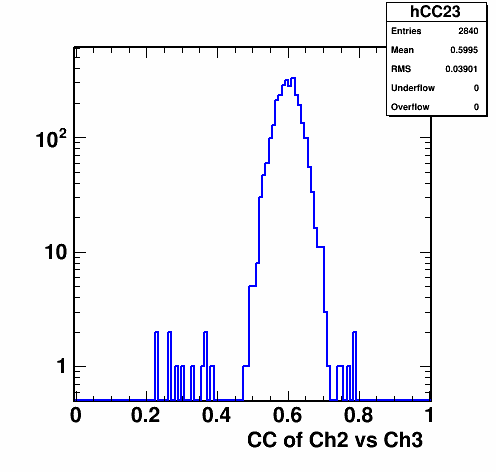 hCC23
Entries 2840
Mean 0.5995
RMS 0.03901
Underflow 0
Overflow 0
10²
10
1
0 0.2 0.4 0.6 0.8 1
CC of Ch2 vs Ch3